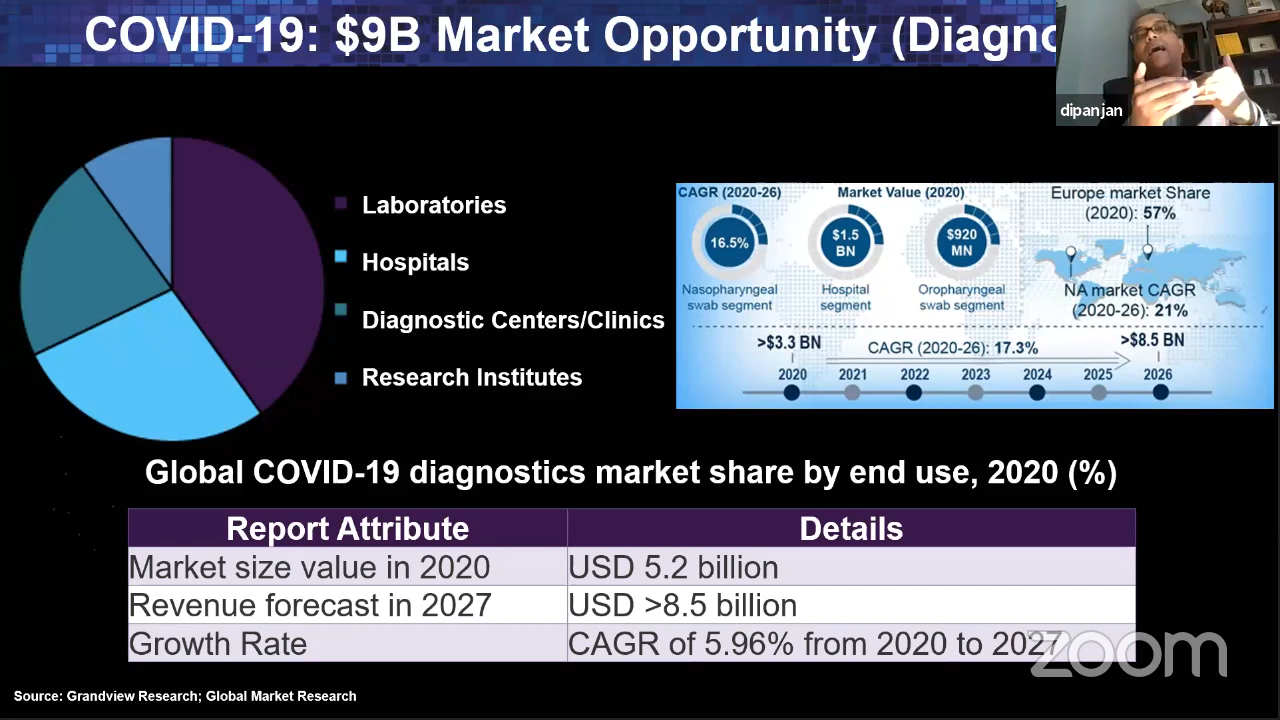 COVID-19: $9B Market Opportunity (Diagno
dipanjan
Laboratories
Hospitals
Diagnostic Centers/Clinics
Research Institutes
CAGR (2020-26)
Market Value (2020)
Europe market Share
(2020): 57%
16.5%
$1.5
BN
$920
MN
Nasopharyngeal
swab segment
Hospital
segment
Oropharyngeal
swab segment
NA market CAGR
(2020-26): 21%
>$3.3 BN
CAGR (2020-26): 17.3%
>$8.5 BN
2020 2021 2022 2023 2024 2025 2026
Global COVID-19 diagnostics market share by end use, 2020 (%)
Report Attribute Details
Market size value in 2020 USD 5.2 billion
Revenue forecast in 2027 USD >8.5 billion
Growth Rate CAGR of 5.96% from 2020 to 2027
zoom
Source: Grandview Research; Global Market Research